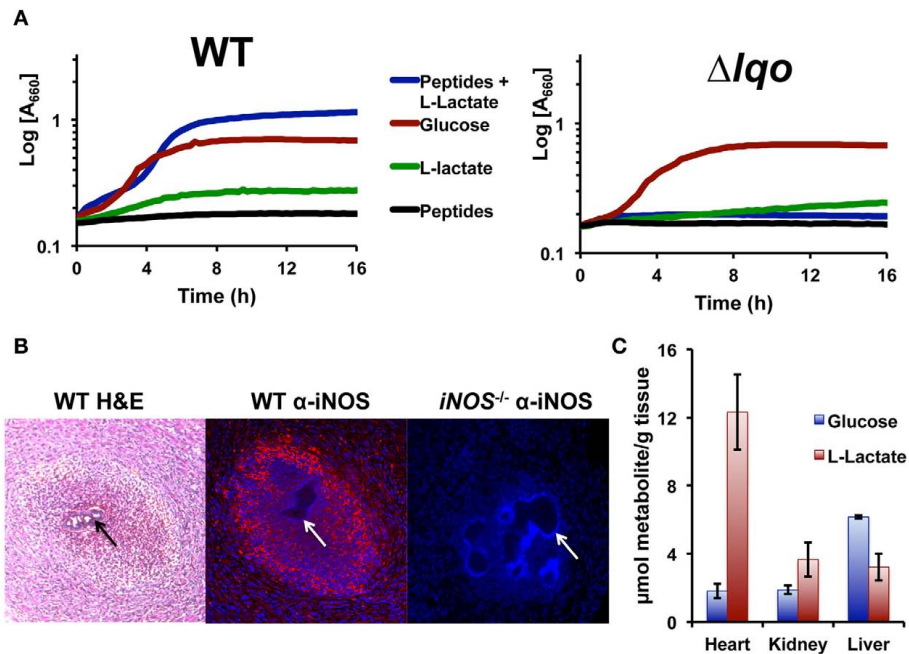 A
WT
Log [A660]
1
0.1
0 4 8 12 16
Time (h)
Peptides +
L-Lactate
Glucose
L-lactate
Peptides
Δlqo
Log [A660]
1
0.1
0 4 8 12 16
Time (h)
B
WT H&E
WT α-iNOS
iNOS-/- α-iNOS
C
µmol metabolite/g tissue
16
12
8
4
0
Glucose
L-Lactate
Heart Kidney Liver